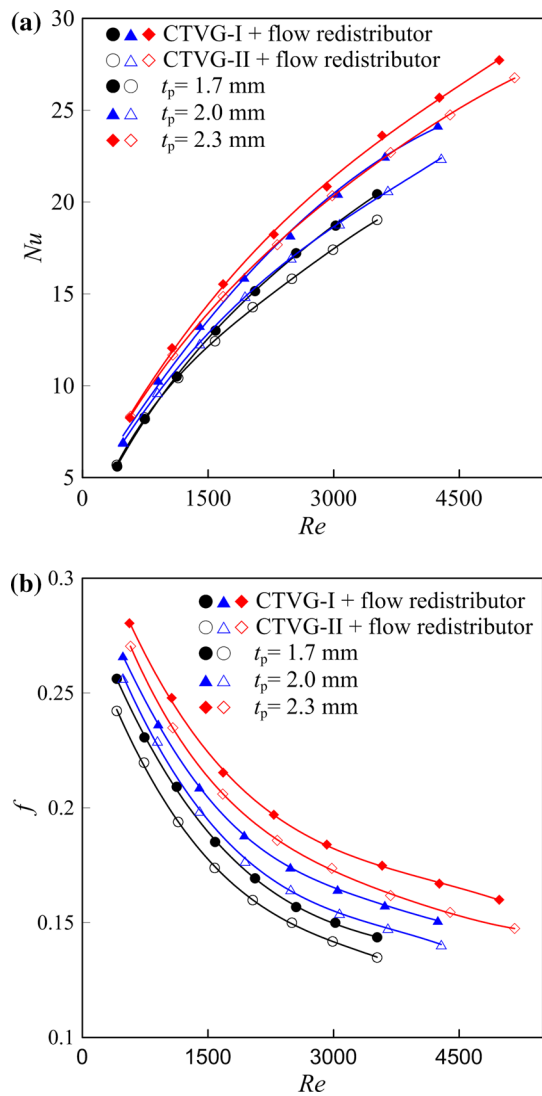 (a)
CTVG-I + flow redistributor
CTVG-II + flow redistributor
tp= 1.7 mm
tp= 2.0 mm
tp= 2.3 mm
30
25
20
15
10
5
Nu
0 1500 3000 4500
Re
(b)
CTVG-I + flow redistributor
CTVG-II + flow redistributor
tp= 1.7 mm
tp= 2.0 mm
tp= 2.3 mm
0.3
0.25
0.2
0.15
0.1
f
0 1500 3000 4500
Re